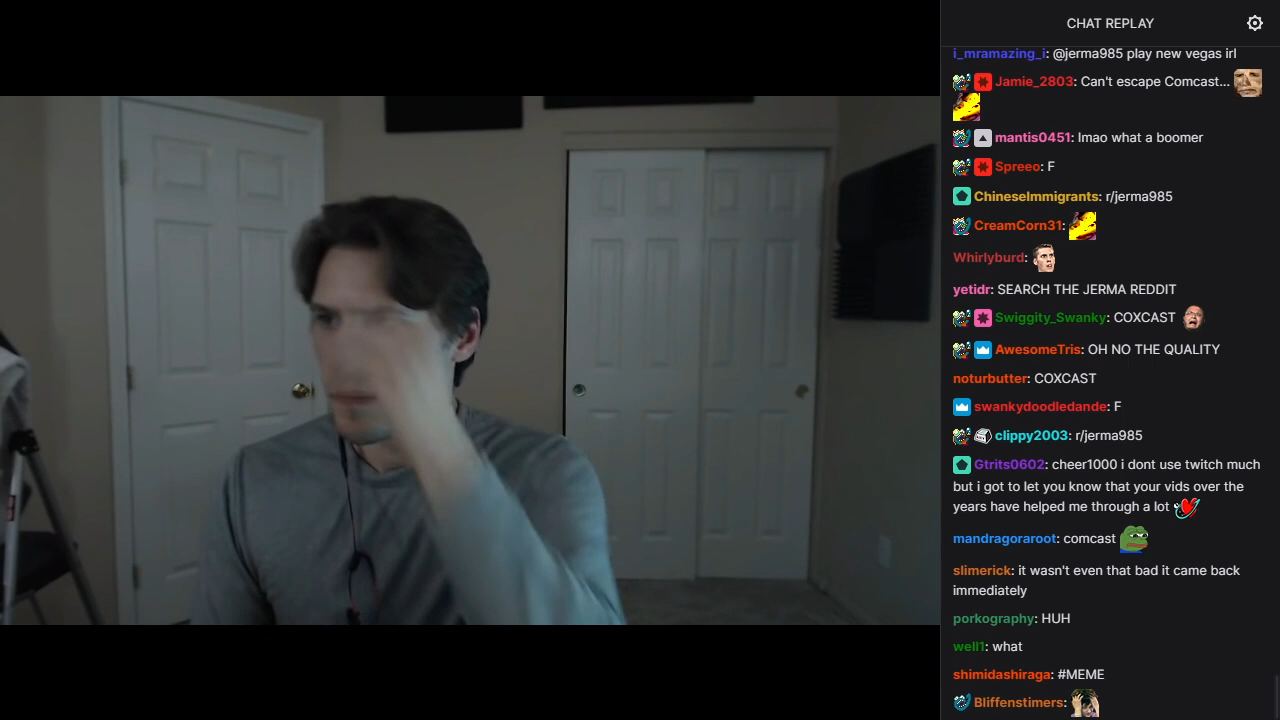 CHAT REPLAY
i_mramazing_i: @jerma985 play new vegas irl
Jamie_2803: Can't escape Comcast...
mantis0451: lmao what a boomer
Spreeo: F
ChineseImmigrants: r/jerma985
CreamCorn31:
Whirlyburd:
yetidr: SEARCH THE JERMA REDDIT
Swiggity_Swanky: COXCAST
AwesomeTris: OH NO THE QUALITY
noturbutter: COXCAST
swankydoodledande: F
clippy2003: r/jerma985
Gtrits0602: cheer1000 i dont use twitch much
but i got to let you know that your vids over the
years have helped me through a lot
mandragoraroot: comcast
slimerick: it wasn't even that bad it came back
immediately
porkography: HUH
well1: what
shimidashiraga: #MEME
Bliffenstimers: